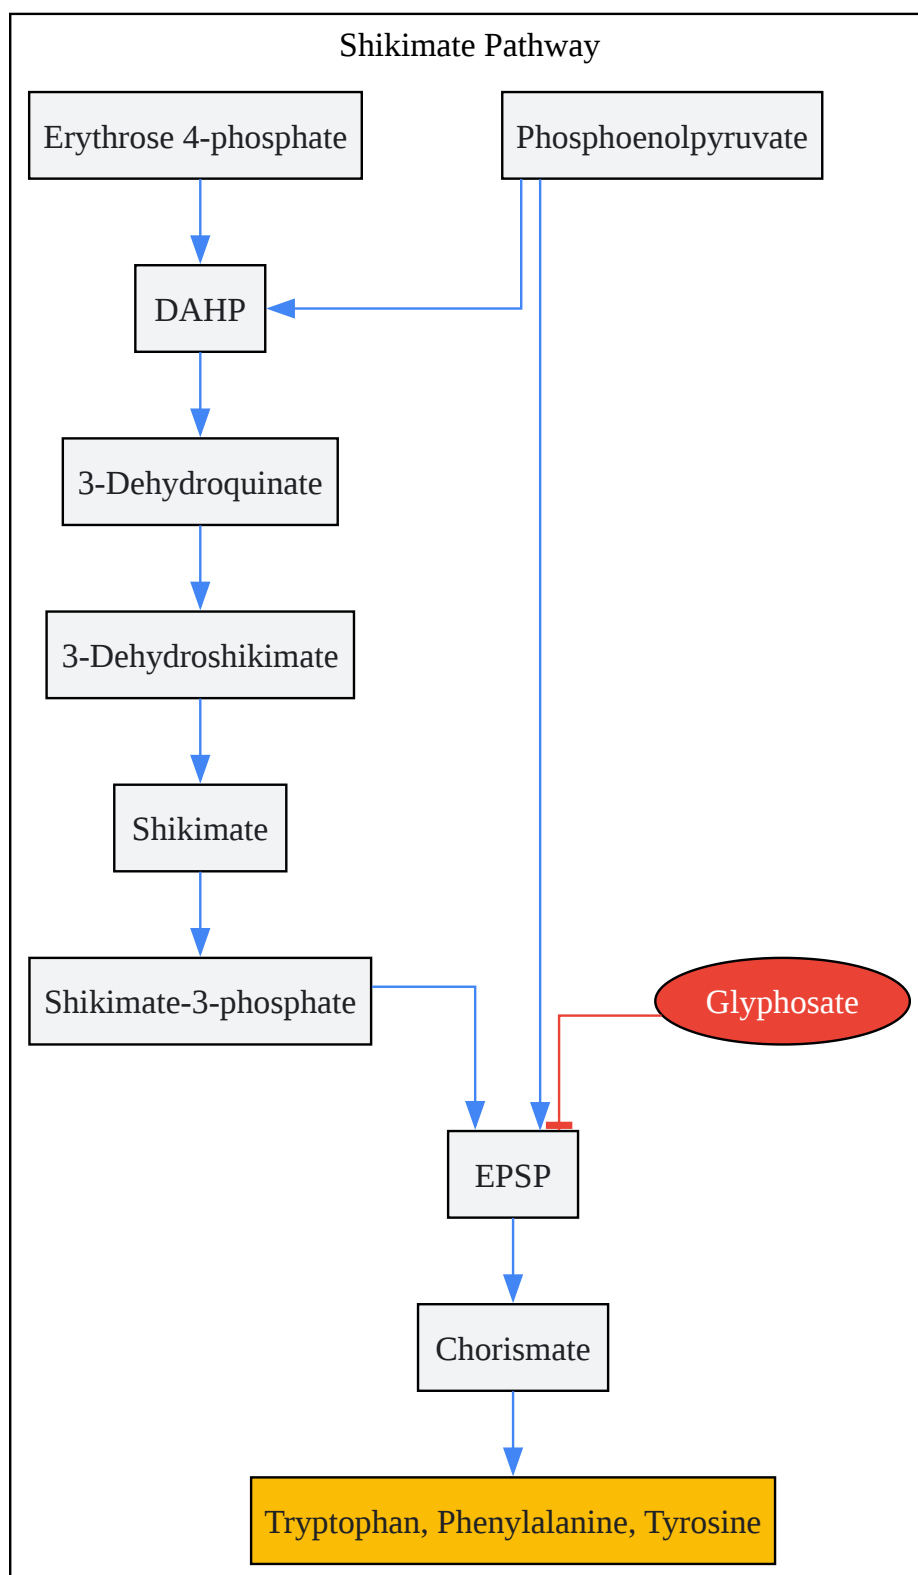 Shikimate Pathway
Erythrose 4-phosphate
Phosphoenolpyruvate
DAHP
3-Dehydroquinate
3-Dehydroshikimate
Shikimate
Shikimate-3-phosphate
Glyphosate
EPSP
Chorismate
Tryptophan, Phenylalanine, Tyrosine